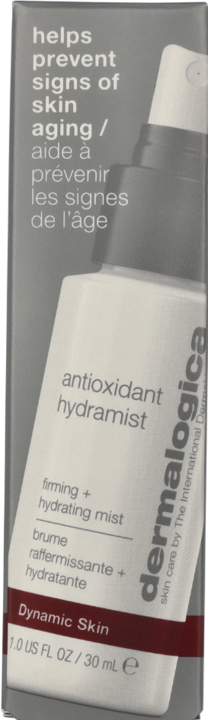 helps
prevent
signs of
skin
aging /
aide à
prévenir
les signes
de l'âge
antioxidant
hydramist
firming +
hydrating mist
brume
raffermissante +
hydratante
dermalogica
skin care by The International Derm
Dynamic Skin
1.0 US FL OZ / 30 mL ℮